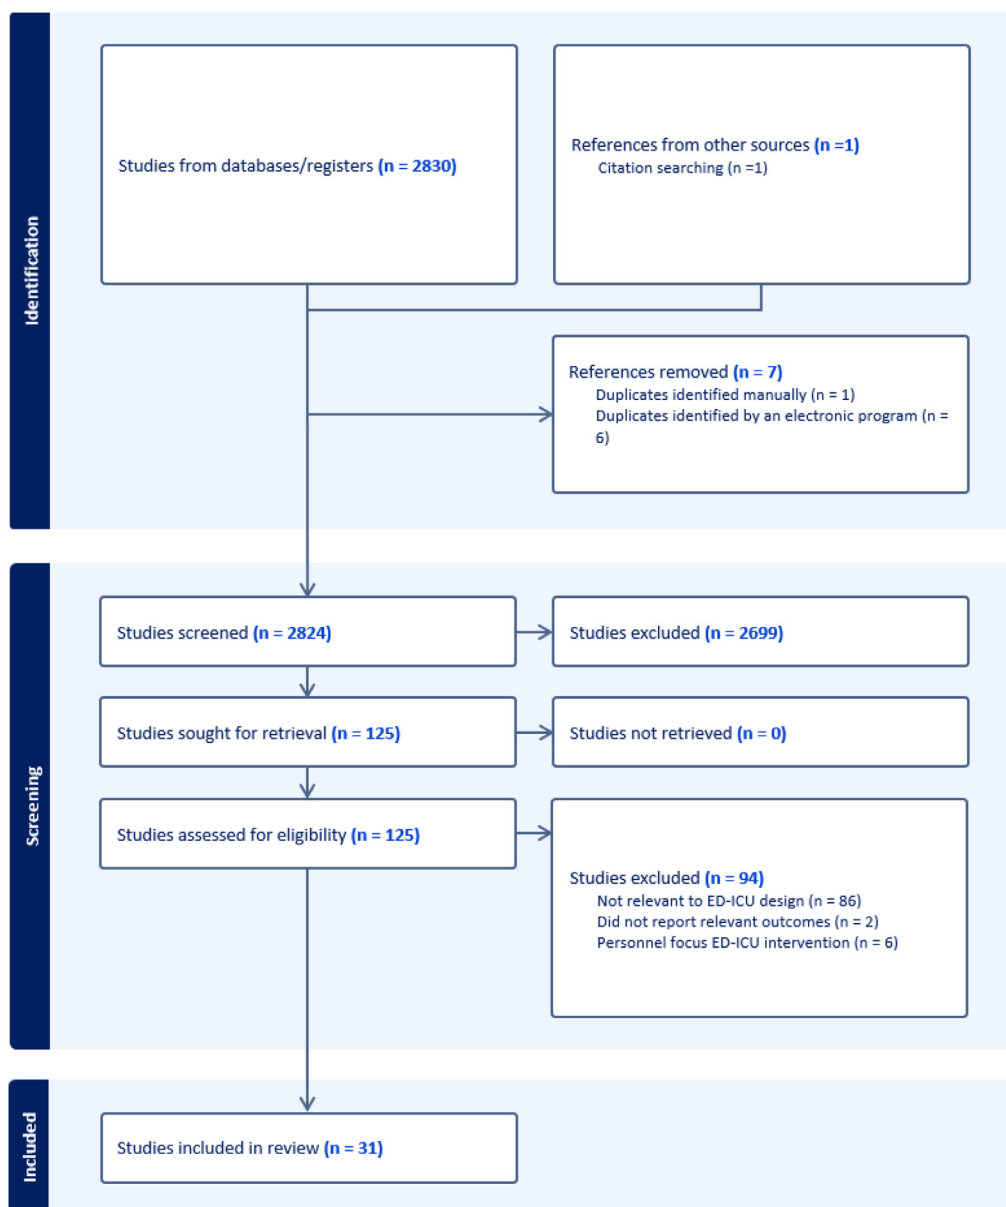 Identification
Studies from databases/registers (n = 2830)
References from other sources (n =1)
Citation searching (n =1)
References removed (n = 7)
Duplicates identified manually (n = 1)
Duplicates identified by an electronic program (n =
6)
Screening
Studies screened (n = 2824)
Studies excluded (n = 2699)
Studies sought for retrieval (n = 125)
Studies not retrieved (n = 0)
Studies assessed for eligibility (n = 125)
Studies excluded (n = 94)
Not relevant to ED-ICU design (n = 86)
Did not report relevant outcomes (n = 2)
Personnel focus ED-ICU intervention (n = 6)
Included
Studies included in review (n = 31)